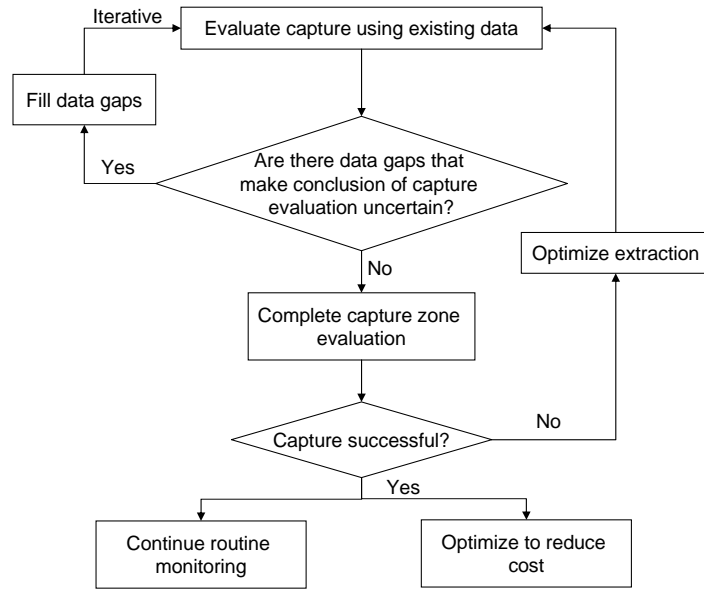 Iterative
Evaluate capture using existing data
Fill data gaps
Yes
Are there data gaps that
make conclusion of capture
evaluation uncertain?
Optimize extraction
No
Complete capture zone
evaluation
No
Capture successful?
Yes
Continue routine
monitoring
Optimize to reduce
cost